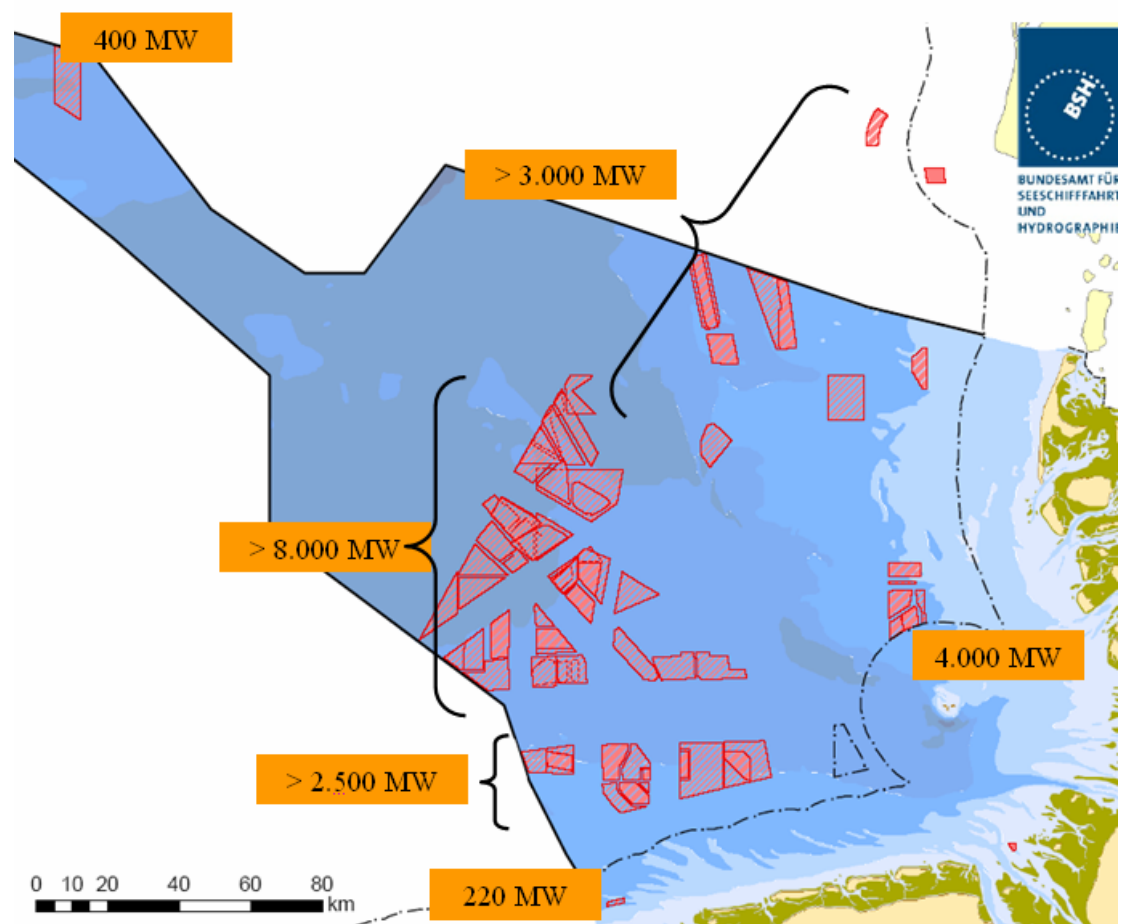 400 MW
BSH
> 3.000 MW
BUNDESAMT FÜR
SEESCHIFFFAHRT
UND
HYDROGRAPHIE
> 8.000 MW
4.000 MW
> 2.500 MW
0 10 20 40 60 80
km
220 MW